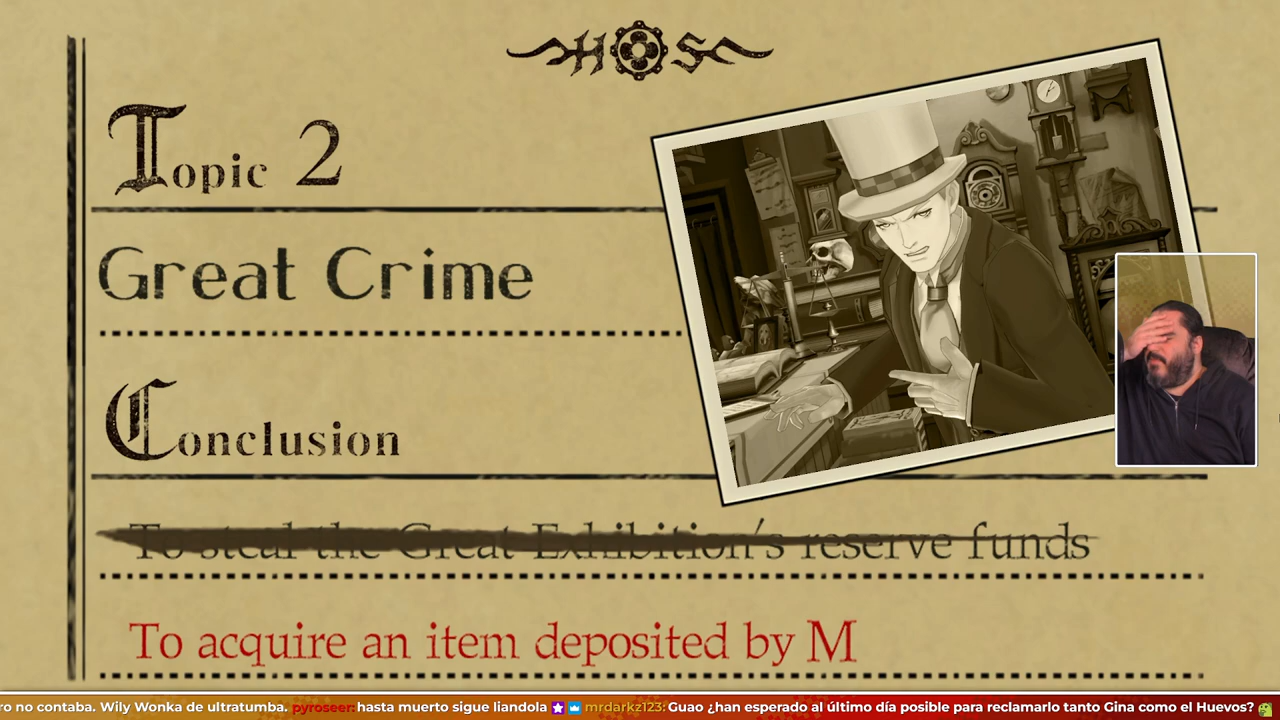 H S
Topic 2
Great Crime
Conclusion
To steal the Great Exhibition's reserve funds
To acquire an item deposited by M
ro no contaba. Wily Wonka de ultratumba. pyroseer: hasta muerto sigue liandola mrdarkz123: Guao ¿han esperado al último día posible para reclamarlo tanto Gina como el Huevos?